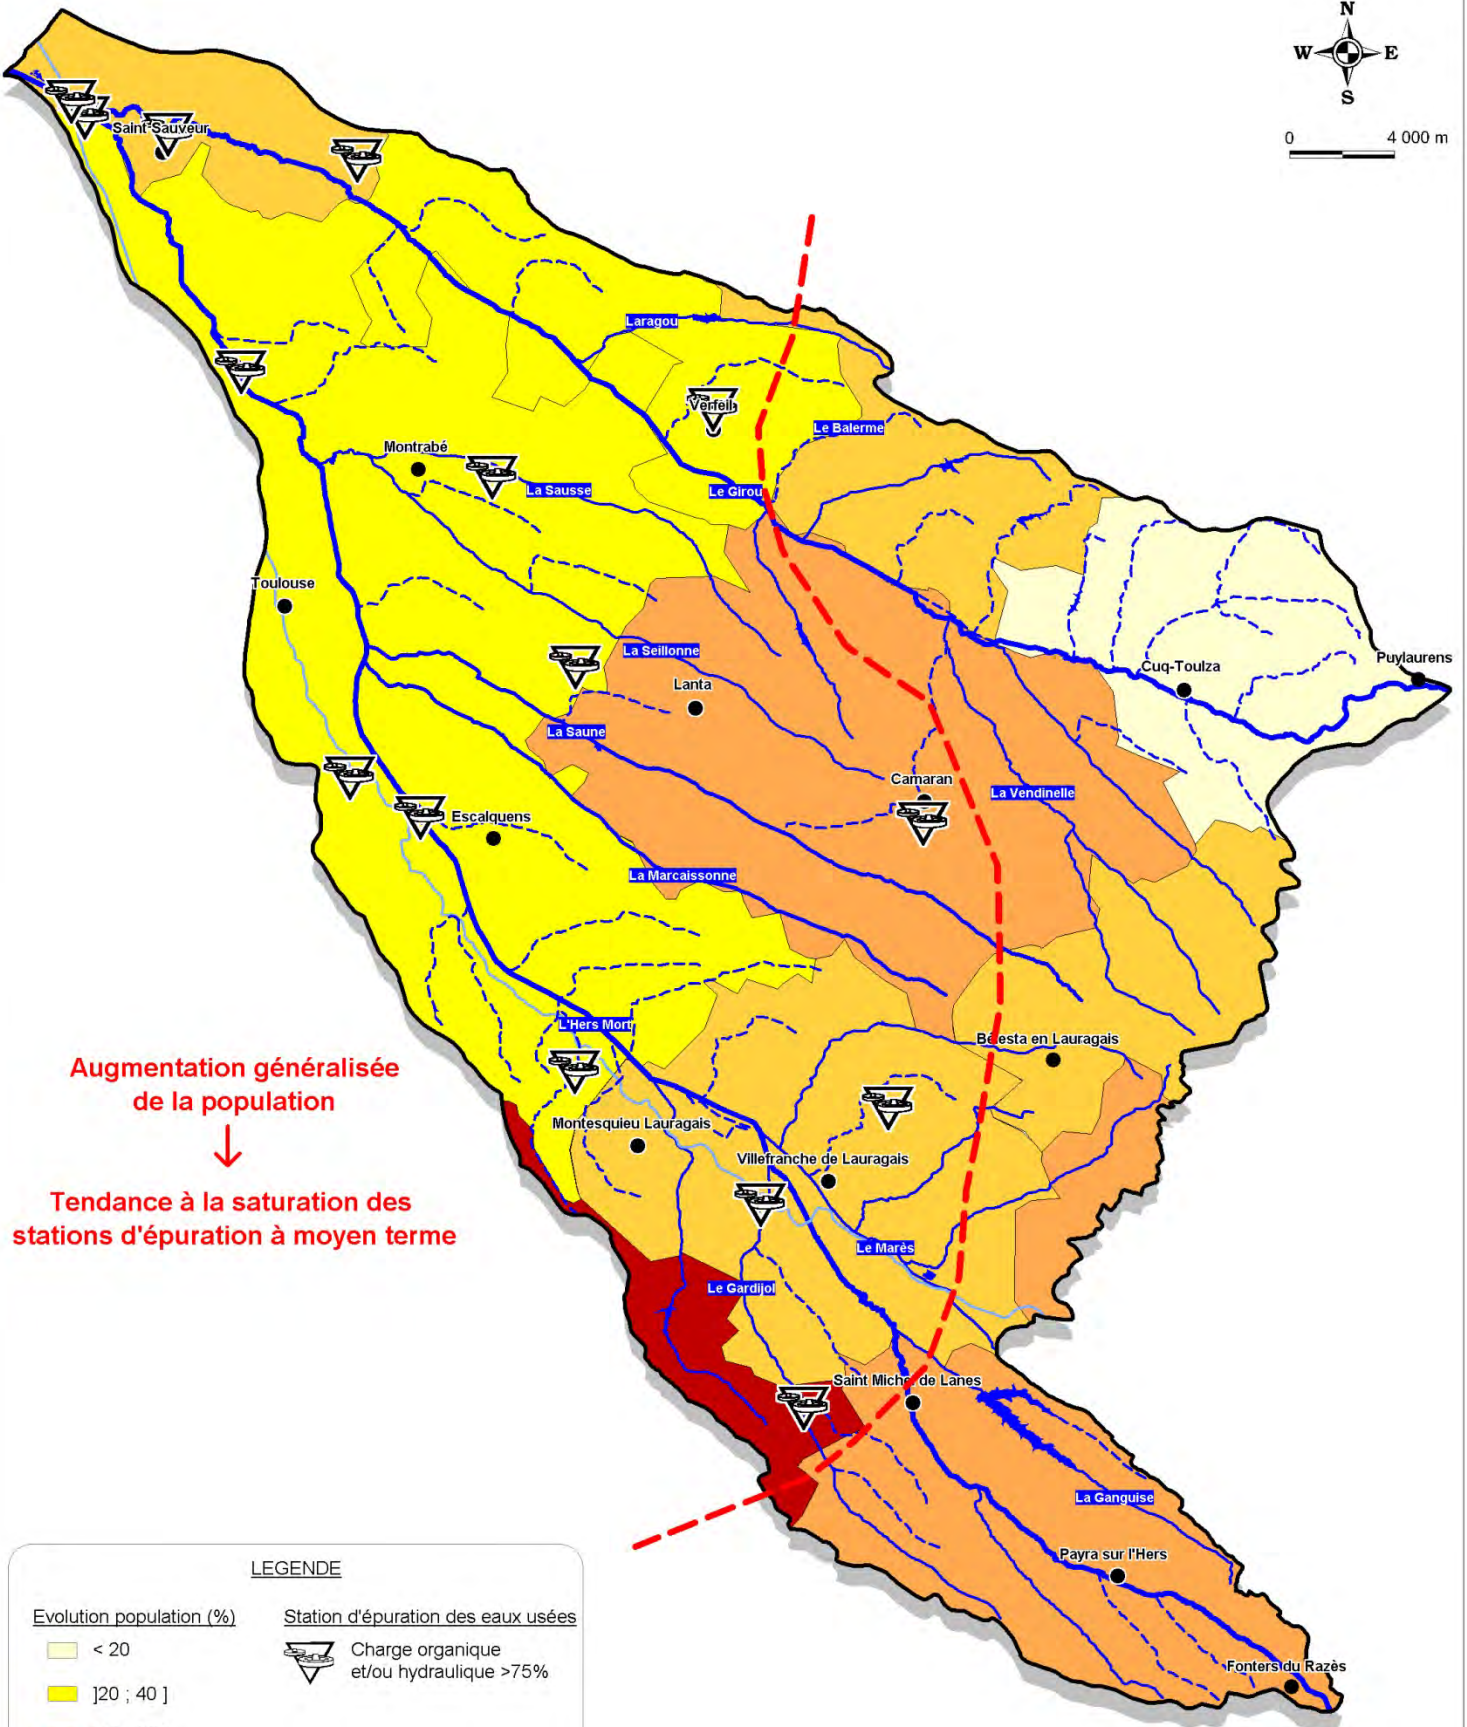 N
W E
S
0 4 000 m
Saint-Sauveur
Laragou
Verfeil
Le Balerme
Montrabé
La Sausse
Le Girou
Toulouse
La Seillonne
Lanta
Cuq-Toulza
Puylaurens
La Saune
Camaran
La Vendinelle
Escalquens
La Marcaissonne
L'Hers Mort
Bélesta en Lauragais
Augmentation généralisée
de la population
Montesquieu Lauragais
Villefranche de Lauragais
Tendance à la saturation des
stations d'épuration à moyen terme
Le Marès
Le Gardijol
Saint Michel de Lanes
La Ganguise
Payra sur l'Hers
Fonters du Razès
LEGENDE
Evolution population (%) Station d'épuration des eaux usées
< 20 Charge organique
et/ou hydraulique >75%
]20 ; 40 ]